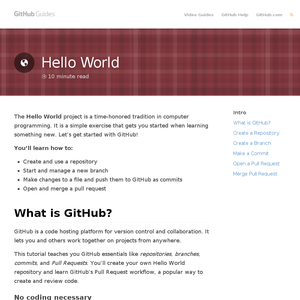 GitHub Guides
Video Guides GitHub Help GitHub.com
Hello World
10 minute read
The Hello World project is a time-honored tradition in computer
programming. It is a simple exercise that gets you started when learning
something new. Let's get started with GitHub!
You'll learn how to:
Create and use a repository
Start and manage a new branch
Make changes to a file and push them to GitHub as commits
Open and merge a pull request
What is GitHub?
GitHub is a code hosting platform for version control and collaboration. It
lets you and others work together on projects from anywhere.
This tutorial teaches you GitHub essentials like repositories, branches,
commits, and Pull Requests. You'll create your own Hello World
repository and learn GitHub's Pull Request workflow, a popular way to
create and review code.
No coding necessary
Intro
What is GitHub?
Create a Repository
Create a Branch
Make a Commit
Open a Pull Request
Merge Pull Request